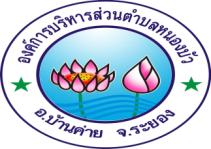 องค์การบริหารส่วนตำบลหนองบัว
อ.บ้านค่าย จ.ระยอง